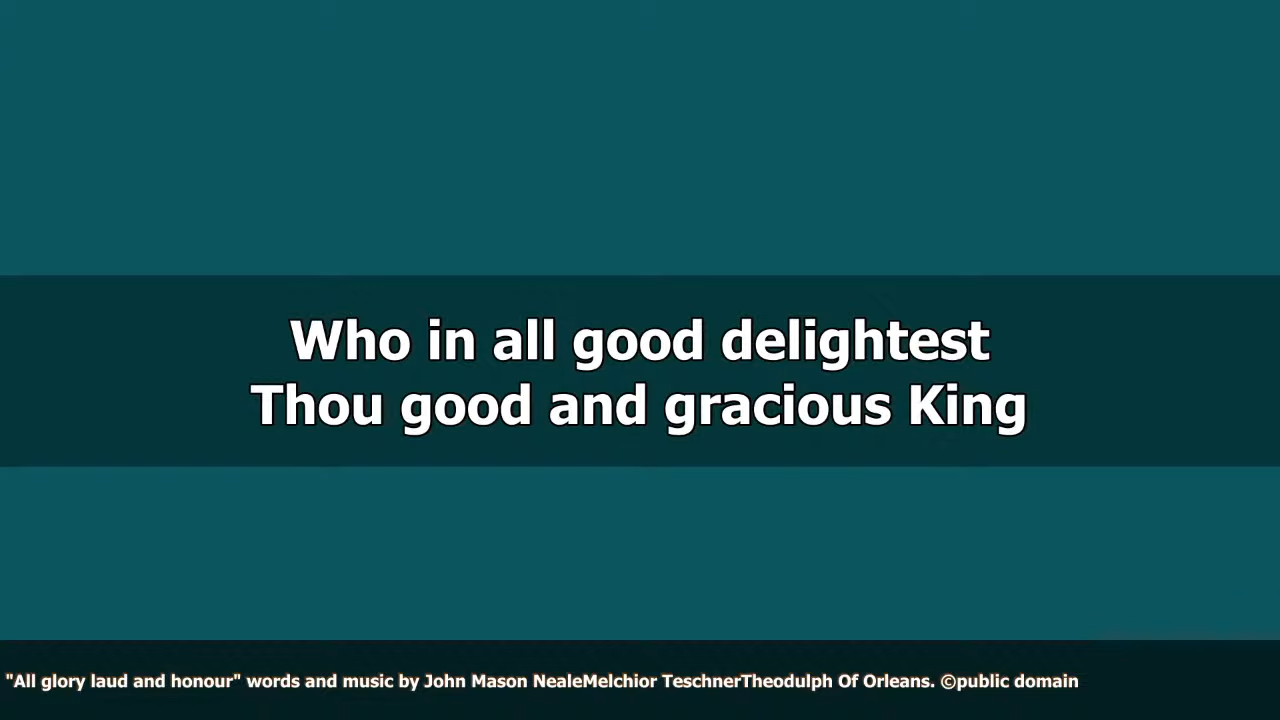 Who in all good delightest
Thou good and gracious King
"All glory laud and honour" words and music by John Mason NealeMelchior TeschnerTheodulph Of Orleans. ©public domain